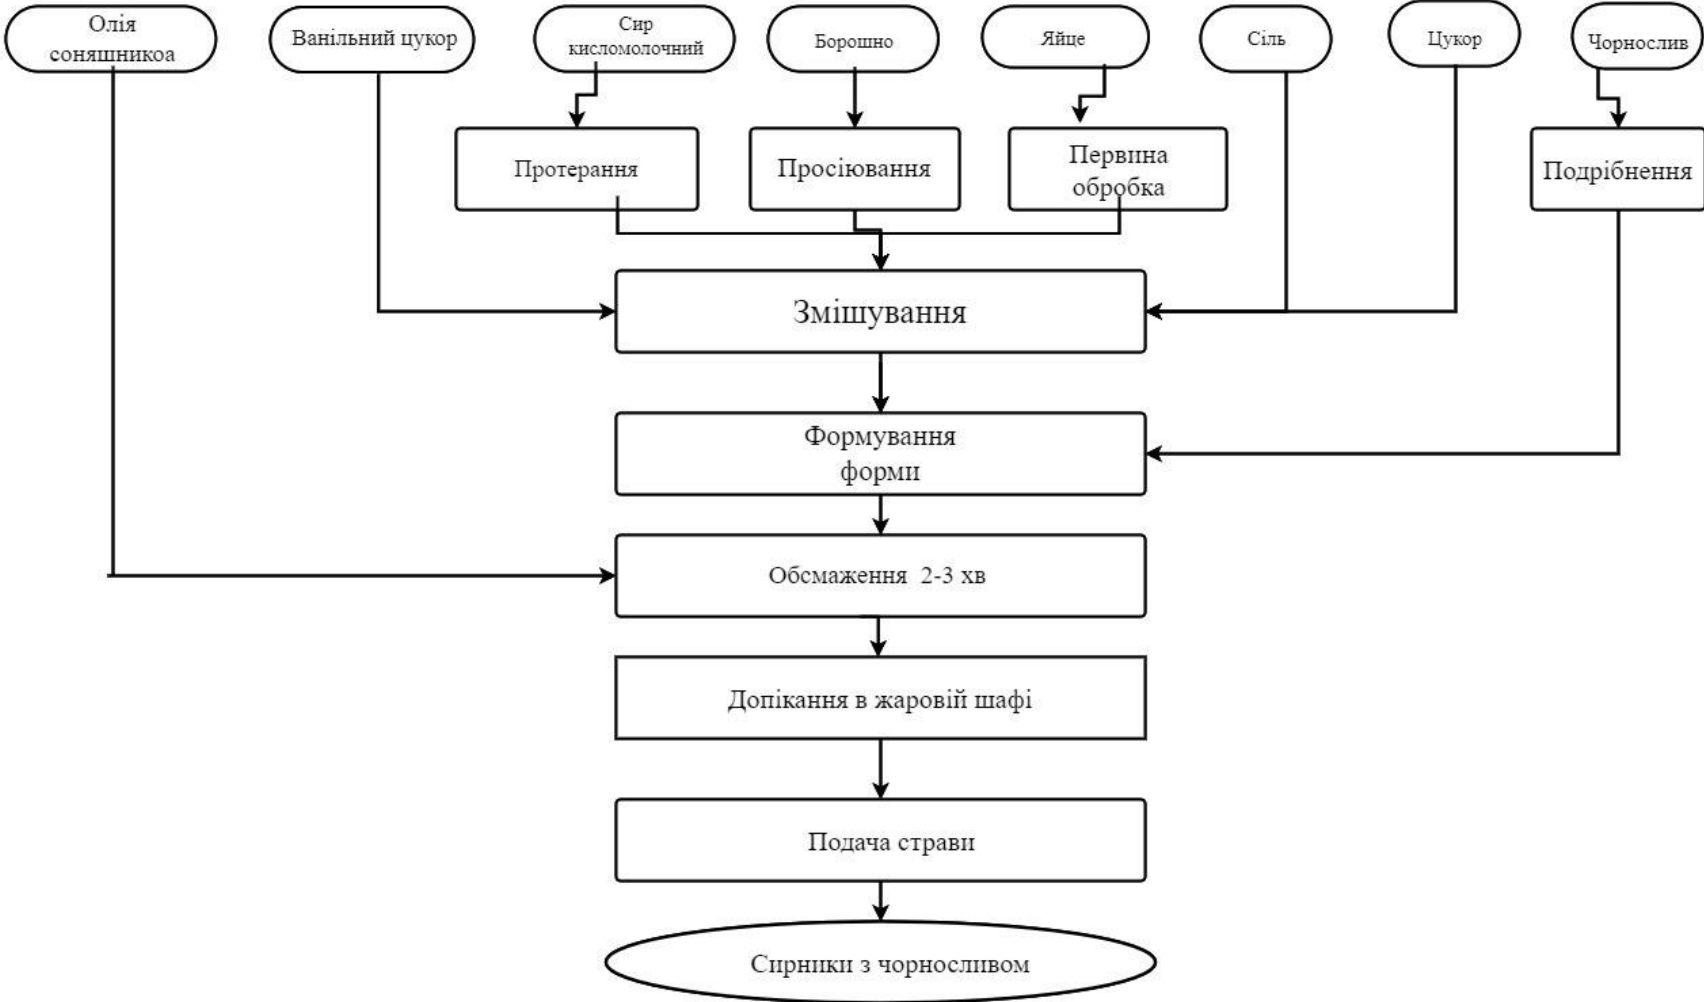 Олія
соняшникоа
Ванільний цукор
Сир
кисломолочний
Борошно
Яйце
Сіль
Цукор
Чорнослив
Протерання
Просіювання
Первина
обробка
Подрібнення
Змішування
Формування
форми
Обсмаження 2-3 хв
Допікання в жаровій шафі
Подача страви
Сирники з чорносливом